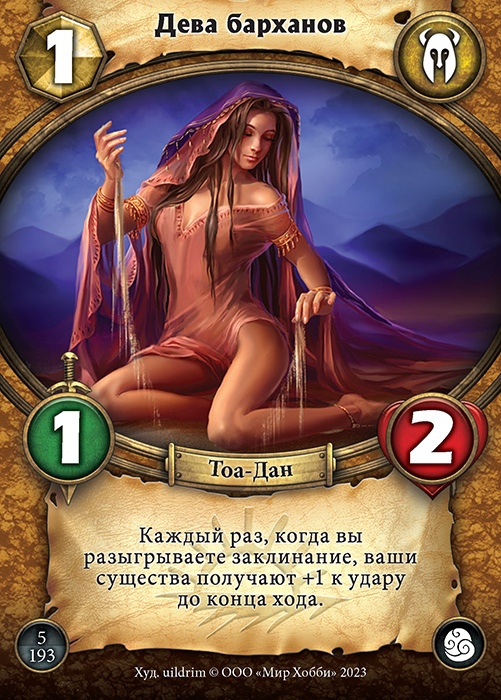 Дева барханов
1
1
2
Тоа-Дан
Каждый раз, когда вы
разыгрываете заклинание, ваши
существа получают +1 к удару
до конца хода.
5
193
Худ. uildrim © ООО «Мир Хобби» 2023